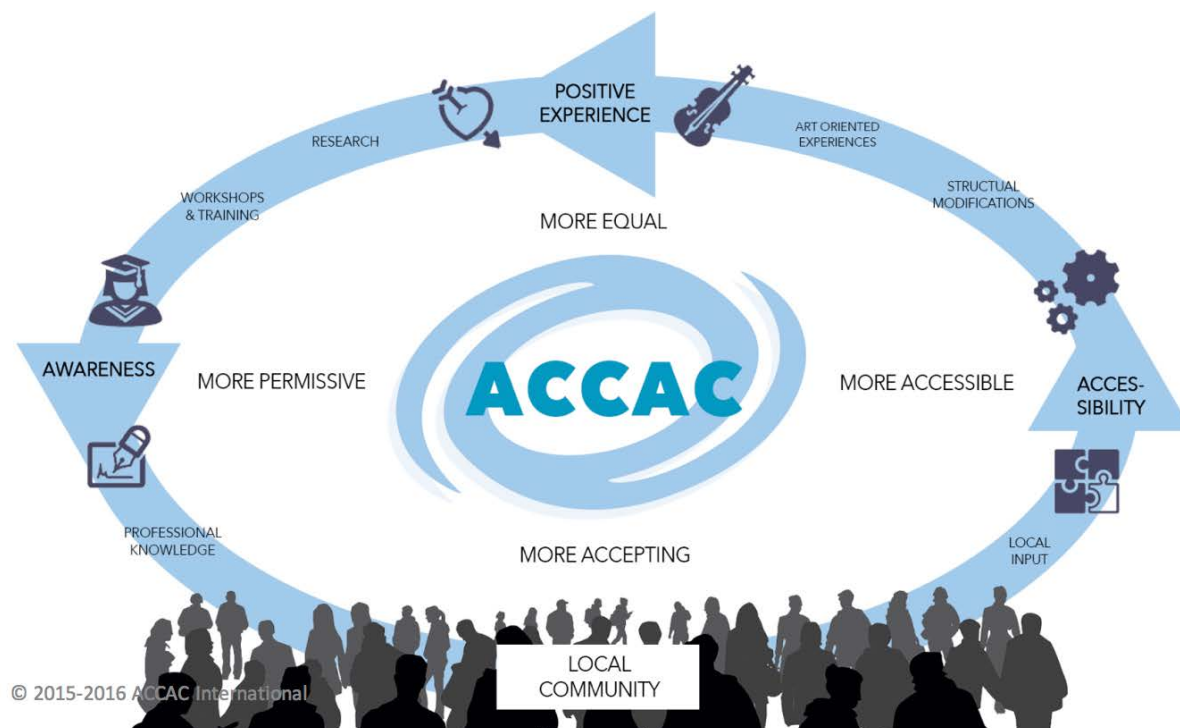 POSITIVE
EXPERIENCE
ART ORIENTED
EXPERIENCES
RESEARCH
STRUCTUAL
MODIFICATIONS
WORKSHOPS
& TRAINING
MORE EQUAL
AWARENESS
MORE PERMISSIVE
ACCAC
MORE ACCESSIBLE
ACCES-
SIBILITY
PROFESSIONAL
KNOWLEDGE
MORE ACCEPTING
LOCAL
INPUT
LOCAL
COMMUNITY
© 2015-2016 ACCAC International